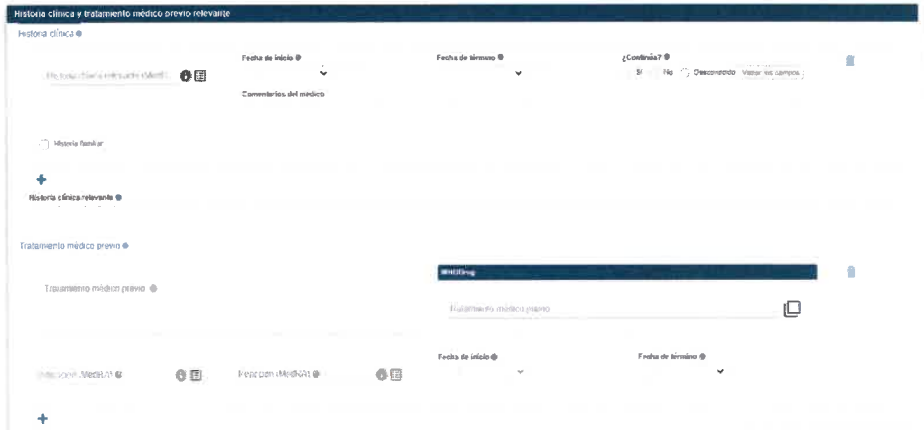 Historia clínica y tratamiento médico previo relevante
Historia clínica
Historia clínica relevante (MedD...
Fecha de inicio
Fecha de término
¿Continúa?
Sí No Desconocido Vaciar los campos
Comentarios del médico
Historia familiar
Historia clínica relevante
Tratamiento médico previo
WHODrug
Tratamiento médico previo
Tratamiento médico previo
Fecha de inicio
Fecha de término
Indicación (MedDRA)
Reacción (MedDRA)